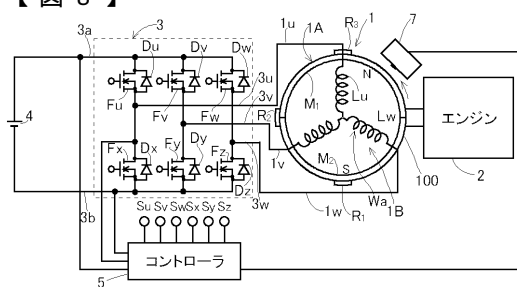 【 図 3 】
3
1u
1A
R3
1
7
3a
Du
Dv
Dw
3u
3v
N
Fu
Fv
Fw
M1
Lu
Lw
エンジン
4
R2
Fx
Dx
Fy
Dy
Fz
Dz
1v
M2
S
100
2
3b
3w
Wa
1B
Su Sv Sw Sx Sy Sz
1w
R1
コントローラ
5